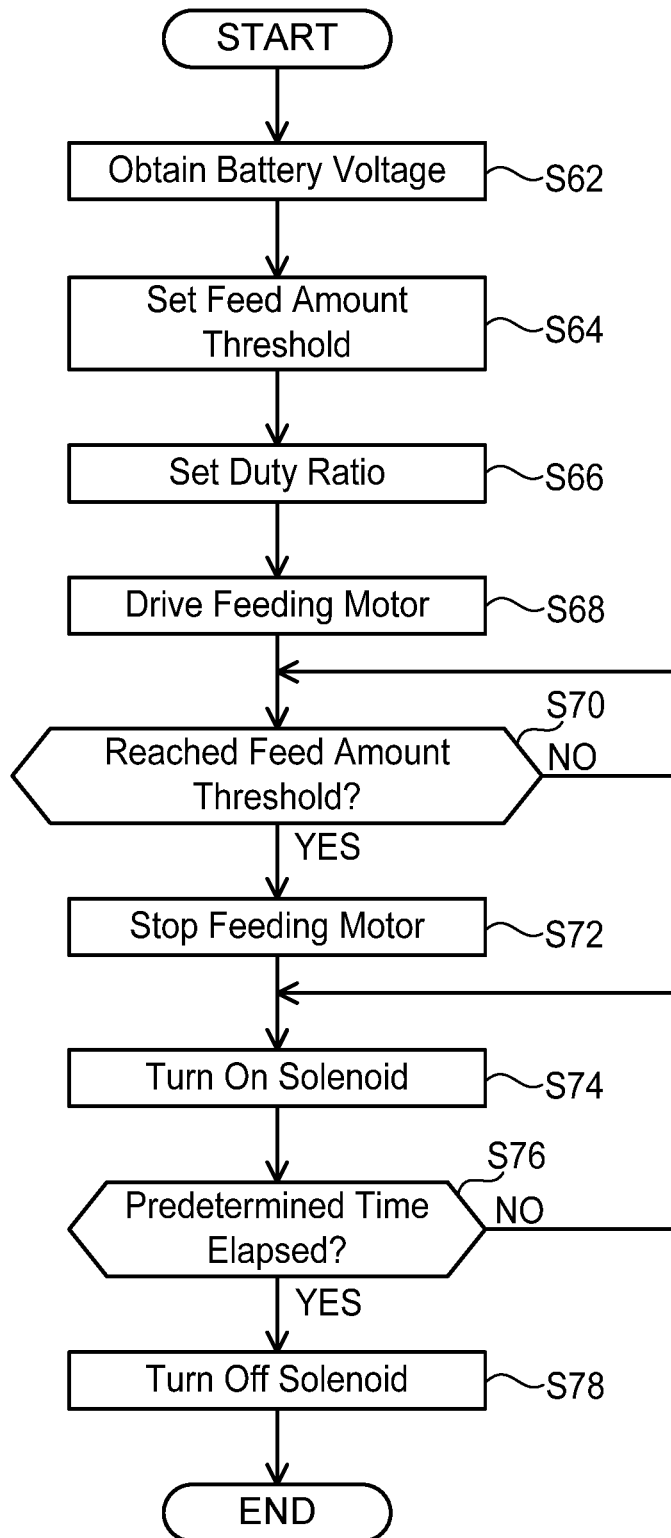 START
Obtain Battery Voltage
S62
Set Feed Amount
Threshold
S64
Set Duty Ratio
S66
Drive Feeding Motor
S68
S70
Reached Feed Amount
Threshold?
NO
YES
Stop Feeding Motor
S72
Turn On Solenoid
S74
S76
Predetermined Time
Elapsed?
NO
YES
Turn Off Solenoid
S78
END